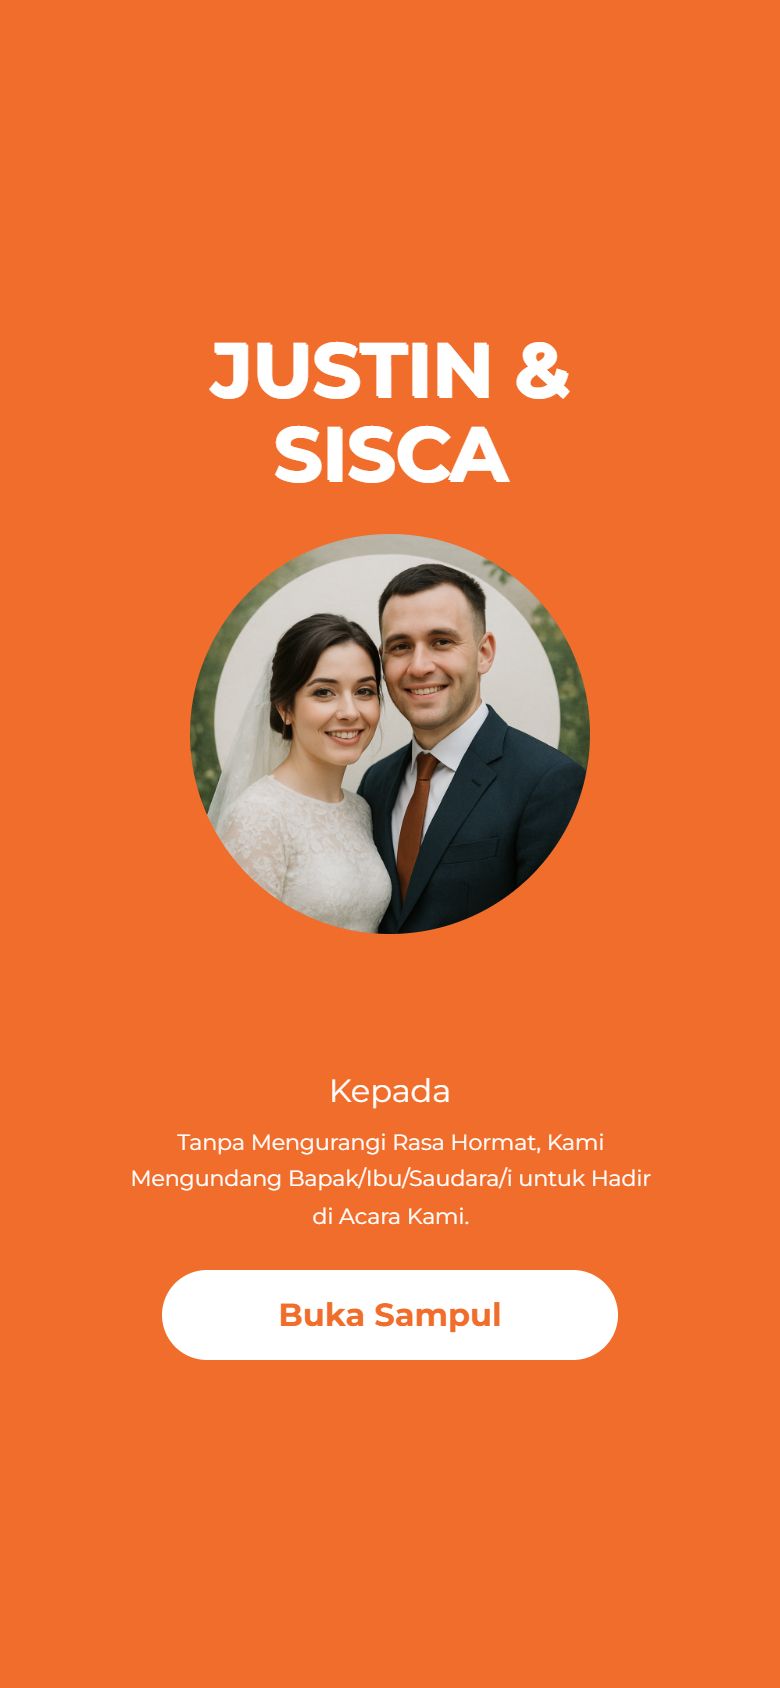 JUSTIN &
SISCA
Kepada
Tanpa Mengurangi Rasa Hormat, Kami
Mengundang Bapak/Ibu/Saudara/i untuk Hadir
di Acara Kami.
Buka Sampul